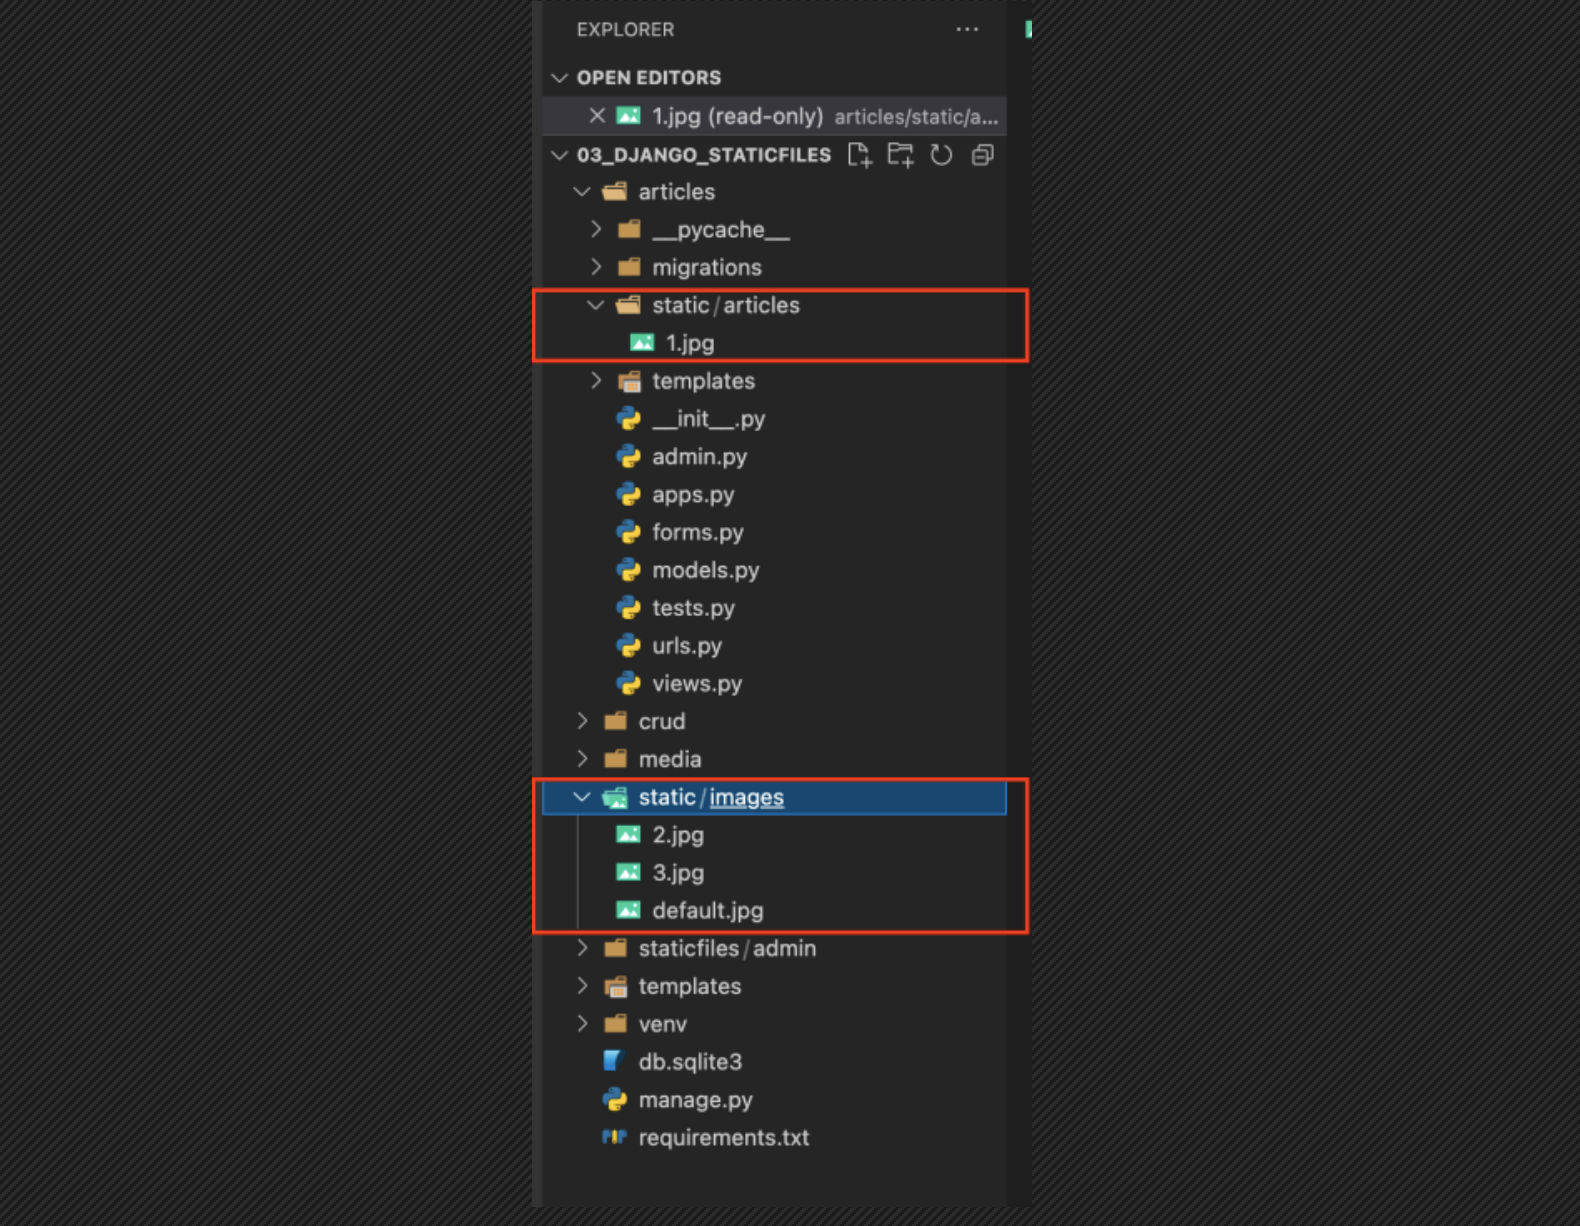 EXPLORER ···
OPEN EDITORS
1.jpg (read-only) articles/static/a...
03_DJANGO_STATICFILES
articles
__pycache__
migrations
static/articles
1.jpg
templates
__init__.py
admin.py
apps.py
forms.py
models.py
tests.py
urls.py
views.py
crud
media
static/images
2.jpg
3.jpg
default.jpg
staticfiles/admin
templates
venv
db.sqlite3
manage.py
requirements.txt